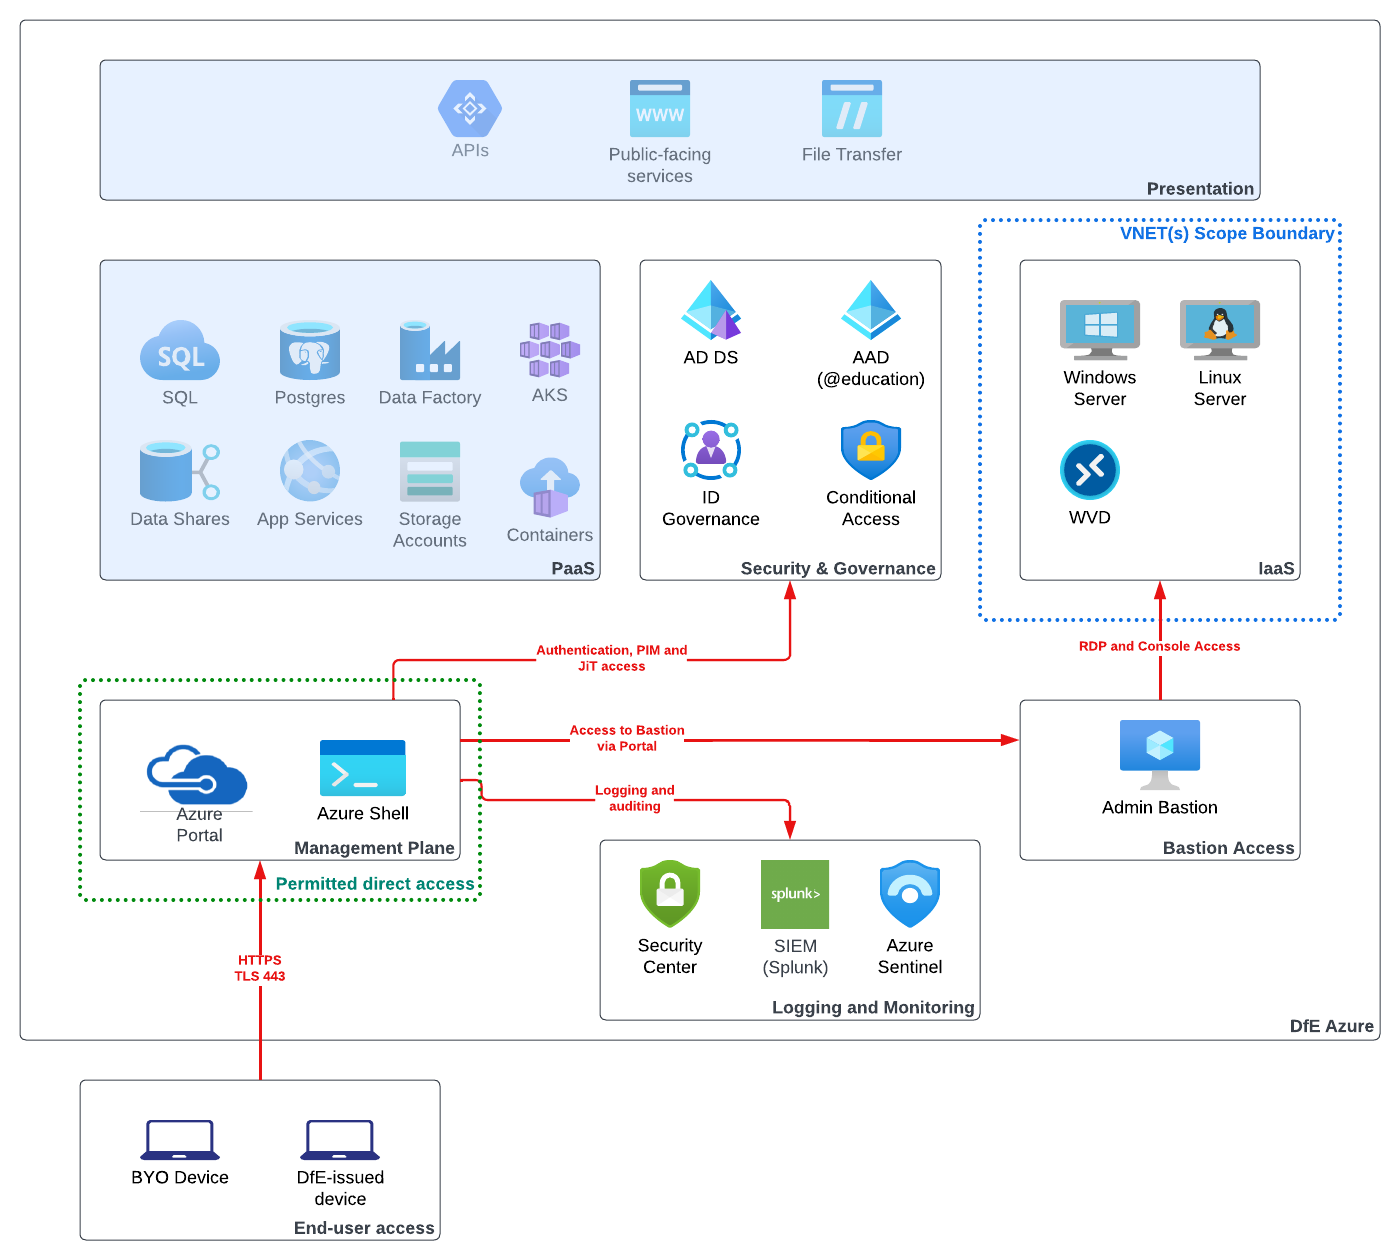 APIs
WWW
Public-facing
services
File Transfer
Presentation
VNET(s) Scope Boundary
SQL
SQL
Postgres
Data Factory
AKS
Data Shares
App Services
Storage
Accounts
Containers
PaaS
AD DS
AAD
(@education)
ID
Governance
Conditional
Access
Security & Governance
Windows
Server
Linux
Server
WVD
IaaS
Authentication, PIM and
JiT access
RDP and Console Access
Access to Bastion
via Portal
Logging and
auditing
Azure
Portal
Azure Shell
Management Plane
Permitted direct access
Admin Bastion
Bastion Access
Security
Center
splunk>
SIEM
(Splunk)
Azure
Sentinel
Logging and Monitoring
DfE Azure
HTTPS
TLS 443
BYO Device
DfE-issued
device
End-user access